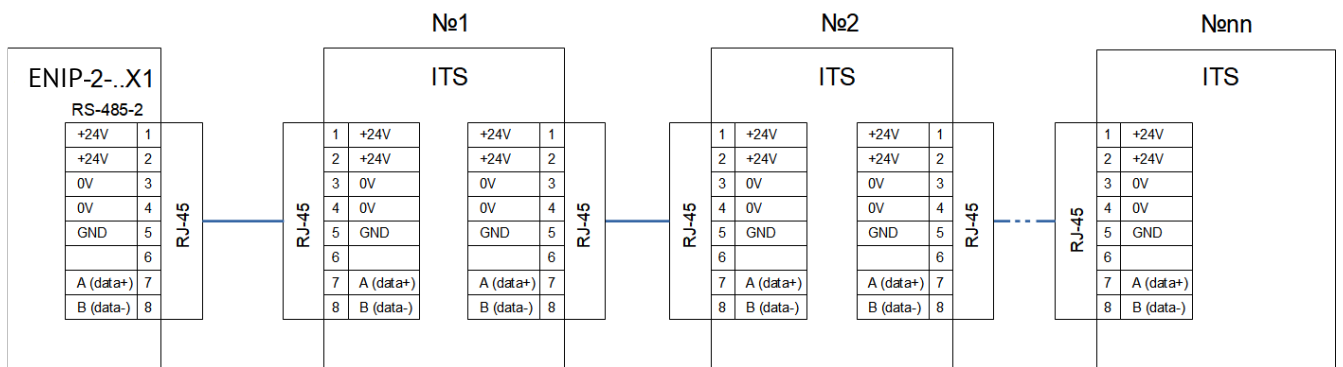 №1 №2 №nn
ENIP-2-..X1 ITS ITS ITS
RS-485-2
+24V 1 1 +24V +24V 1 1 +24V +24V 1 1 +24V
+24V 2 2 +24V +24V 2 2 +24V +24V 2 2 +24V
0V 3 3 0V 0V 3 3 0V 0V 3 3 0V
0V 4 4 0V 0V 4 4 0V 0V 4 4 0V
GND 5 5 GND GND 5 5 GND GND 5 5 GND
6 6 6 6 6 6
A (data+) 7 7 A (data+) A (data+) 7 7 A (data+) A (data+) 7 7 A (data+)
B (data-) 8 8 B (data-) B (data-) 8 8 B (data-) B (data-) 8 8 B (data-)
RJ-45 RJ-45 RJ-45 RJ-45 RJ-45 RJ-45